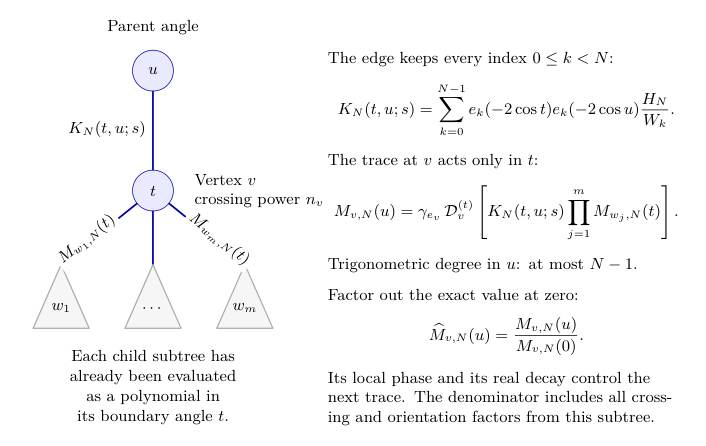 Parent angle
u
K_N(t, u; s)
t
Vertex v
crossing power n_v
M_{w_1,N}(t)
M_{w_m,N}(t)
w_1
...
w_m
Each child subtree has
already been evaluated
as a polynomial in
its boundary angle t.
The edge keeps every index 0 ≤ k < N:
K_N(t, u; s) = \sum_{k=0}^{N-1} e_k(-2 cos t)e_k(-2 cos u) \frac{H_N}{W_k}.
The trace at v acts only in t:
M_{v,N}(u) = γ_{e_v} \mathcal{D}_v^{(t)} [ K_N(t, u; s) \prod_{j=1}^{m} M_{w_j,N}(t) ].
Trigonometric degree in u: at most N − 1.
Factor out the exact value at zero:
\widehat{M}_{v,N}(u) = \frac{M_{v,N}(u)}{M_{v,N}(0)}.
Its local phase and its real decay control the
next trace. The denominator includes all cross-
ing and orientation factors from this subtree.